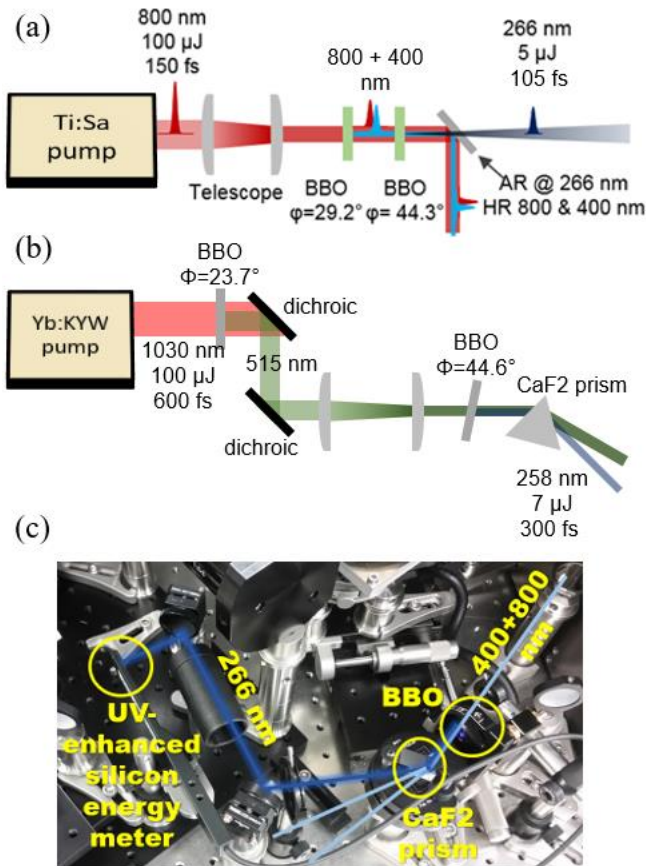 (a)
800 nm
100 µJ
150 fs
Ti:Sa
pump
Telescope
800 + 400
nm
BBO
φ=29.2°
BBO
φ= 44.3°
266 nm
5 µJ
105 fs
AR @ 266 nm
HR 800 & 400 nm
(b)
Yb:KYW
pump
BBO
Φ=23.7°
dichroic
1030 nm
100 µJ
600 fs
515 nm
dichroic
BBO
Φ=44.6°
CaF2 prism
258 nm
7 µJ
300 fs
(c)
400+800
nm
266 nm
BBO
UV-
enhanced
silicon
energy
meter
CaF2
prism